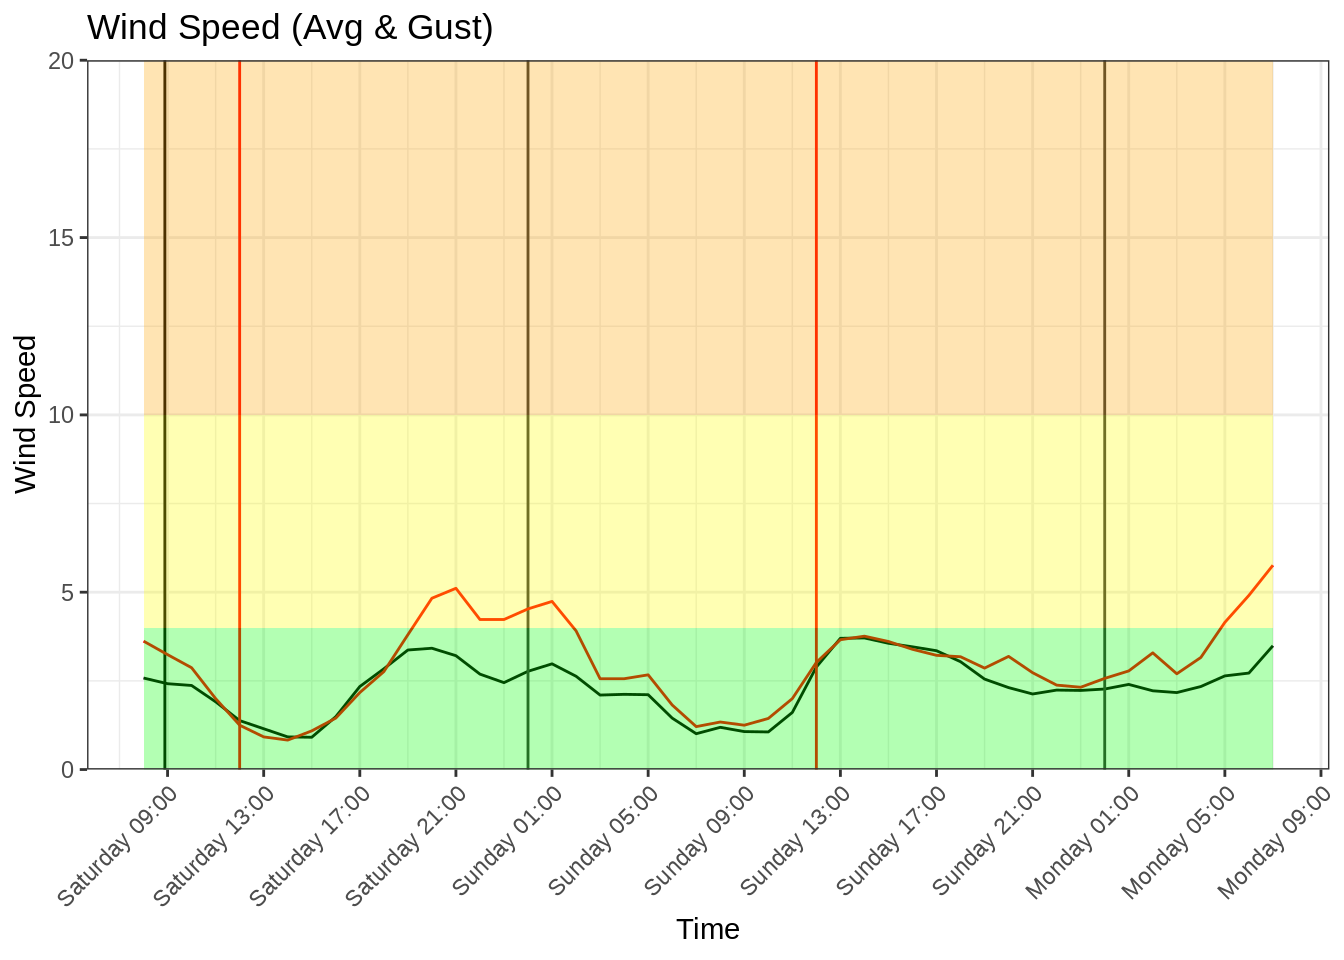 Wind Speed (Avg & Gust)
20
15
10
5
0
Wind Speed
Saturday 09:00
Saturday 13:00
Saturday 17:00
Saturday 21:00
Sunday 01:00
Sunday 05:00
Sunday 09:00
Sunday 13:00
Sunday 17:00
Sunday 21:00
Monday 01:00
Monday 05:00
Monday 09:00
Time